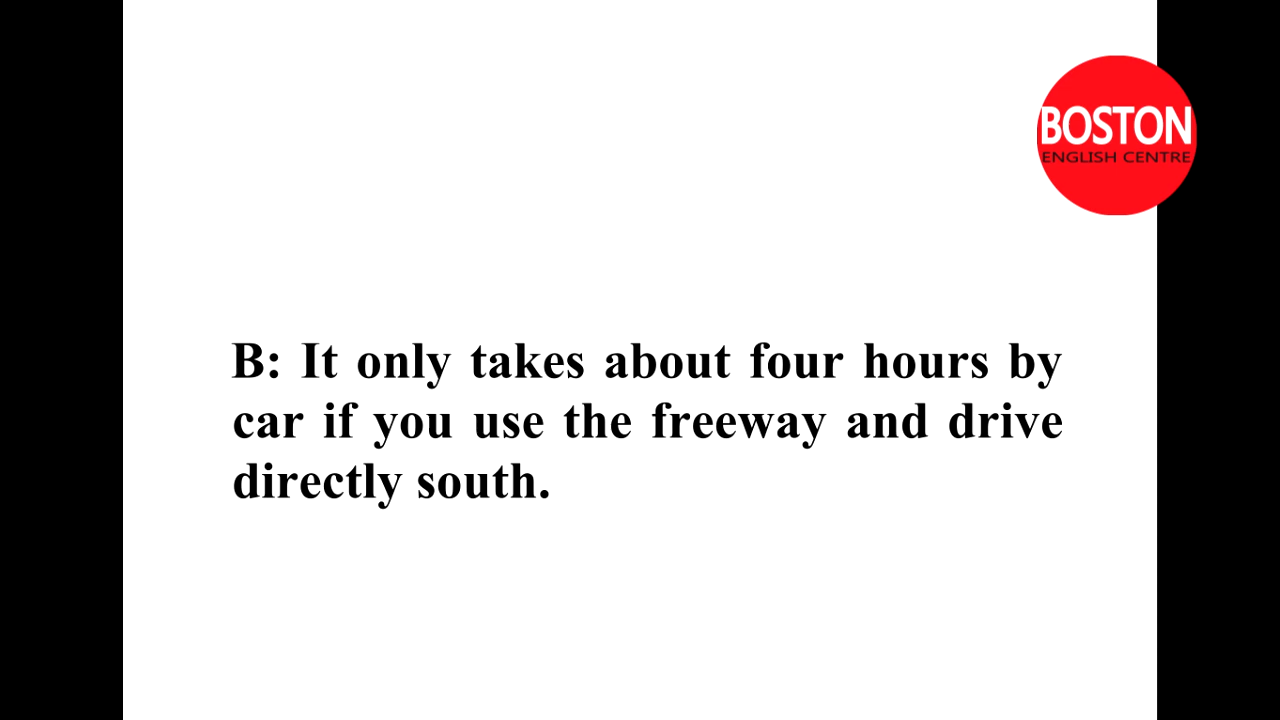 BOSTON
ENGLISH CENTRE
B: It only takes about four hours by
car if you use the freeway and drive
directly south.